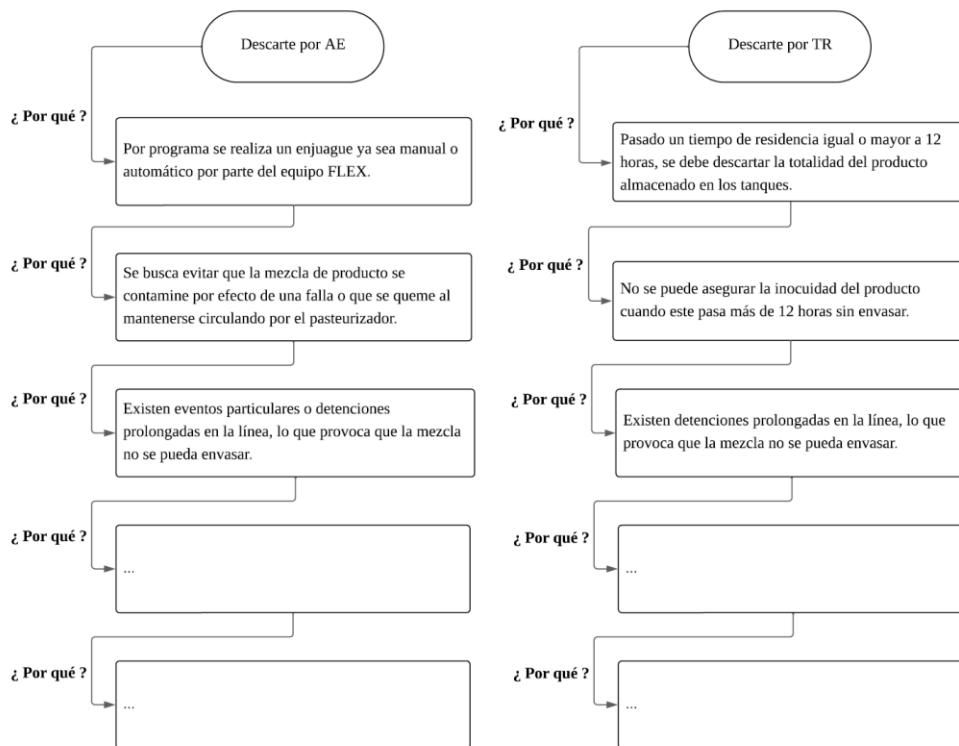 Descarte por AE
¿ Por qué ?
Por programa se realiza un enjuague ya sea manual o
automático por parte del equipo FLEX.
¿ Por qué ?
Se busca evitar que la mezcla de producto se
contamine por efecto de una falla o que se queme al
mantenerse circulando por el pasteurizador.
¿ Por qué ?
Existen eventos particulares o detenciones
prolongadas en la línea, lo que provoca que la mezcla
no se pueda envasar.
¿ Por qué ?
...
¿ Por qué ?
...
Descarte por TR
¿ Por qué ?
Pasado un tiempo de residencia igual o mayor a 12
horas, se debe descartar la totalidad del producto
almacenado en los tanques.
¿ Por qué ?
No se puede asegurar la inocuidad del producto
cuando este pasa más de 12 horas sin envasar.
¿ Por qué ?
Existen detenciones prolongadas en la línea, lo que
provoca que la mezcla no se pueda envasar.
¿ Por qué ?
...
¿ Por qué ?
...